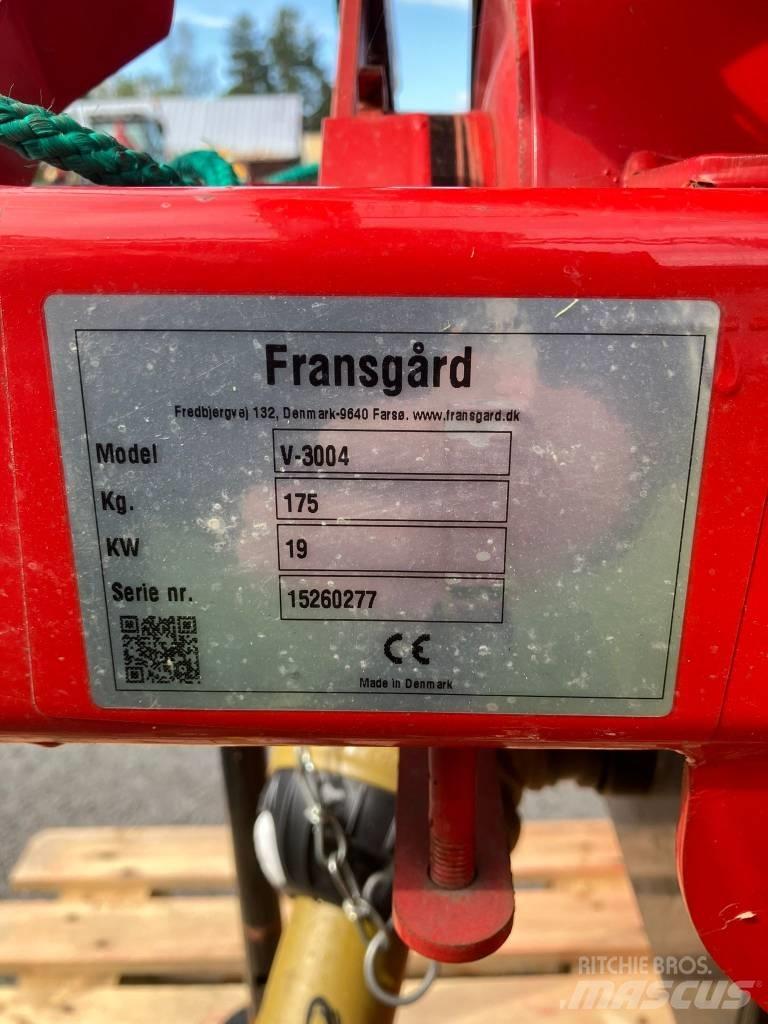 Fransgård
Fredbjergvej 132, Denmark-9640 Farsø. www.fransgard.dk
Model V-3004
Kg. 175
KW 19
Serie nr. 15260277
CE
Made in Denmark
RITCHIE BROS.
MASCUS